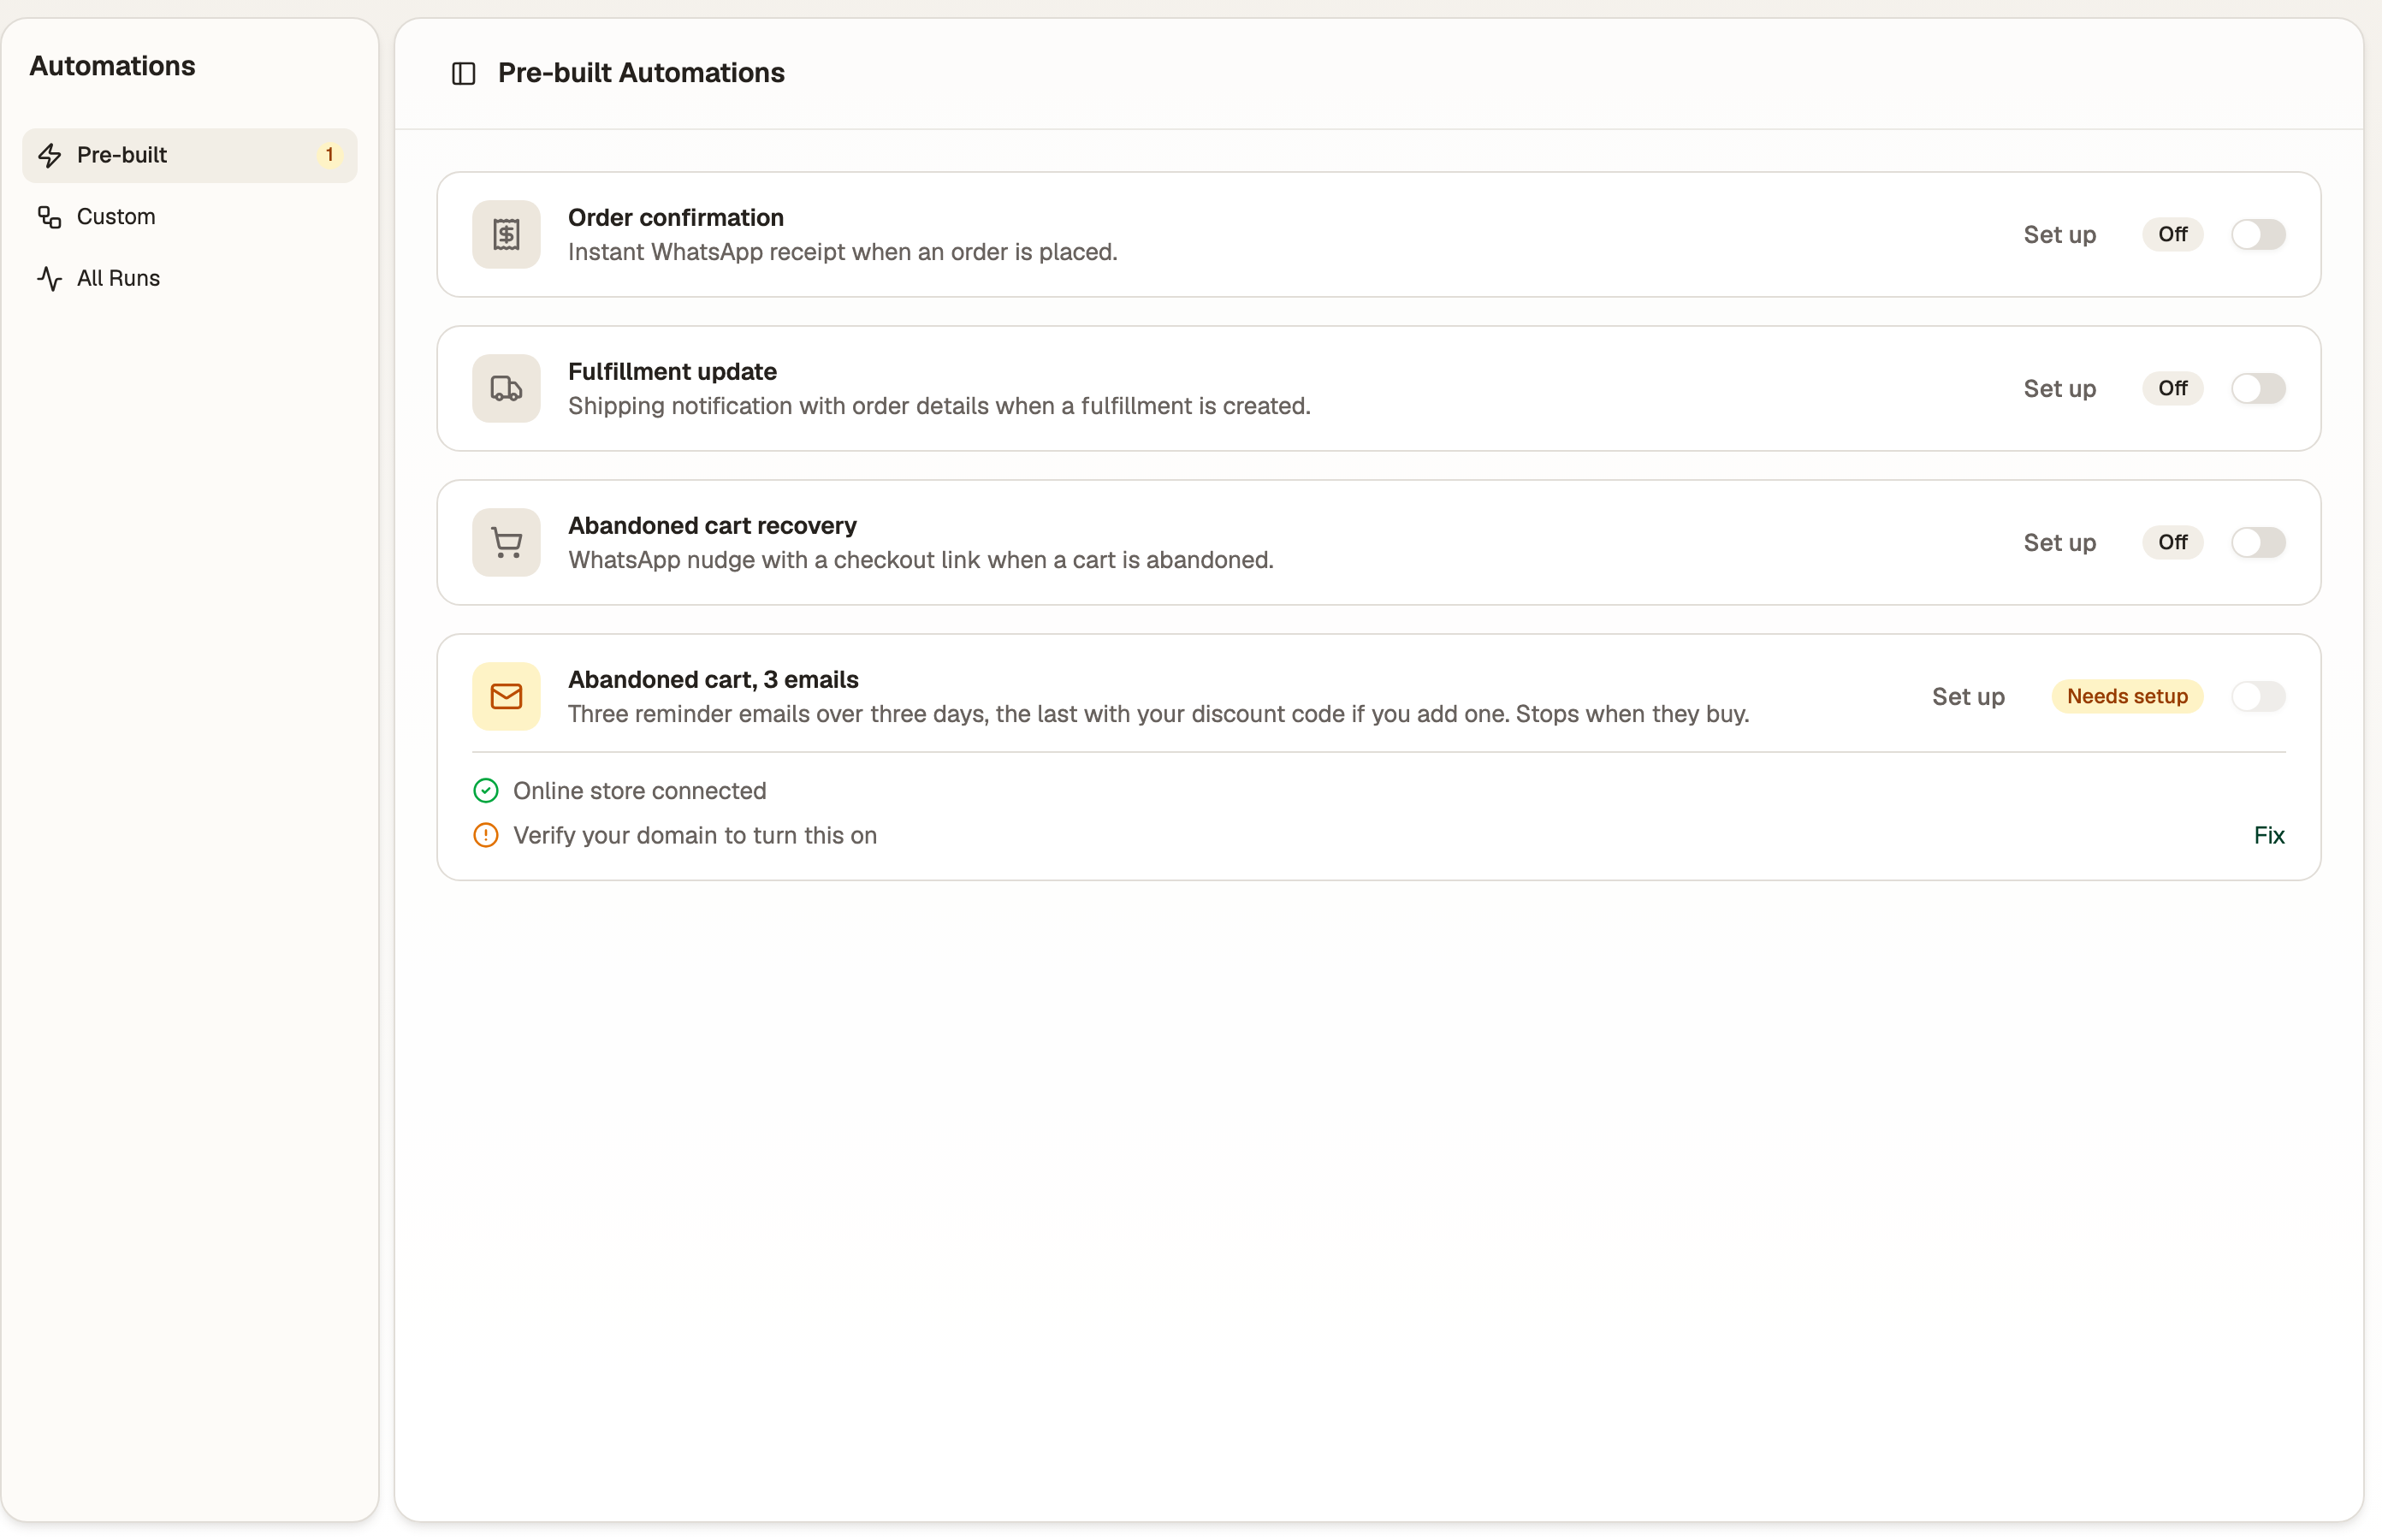 Automations
Pre-built 1
Custom
All Runs
Pre-built Automations
Order confirmation
Instant WhatsApp receipt when an order is placed.
Set up Off
Fulfillment update
Shipping notification with order details when a fulfillment is created.
Set up Off
Abandoned cart recovery
WhatsApp nudge with a checkout link when a cart is abandoned.
Set up Off
Abandoned cart, 3 emails
Three reminder emails over three days, the last with your discount code if you add one. Stops when they buy.
Set up Needs setup
Online store connected
Verify your domain to turn this on Fix